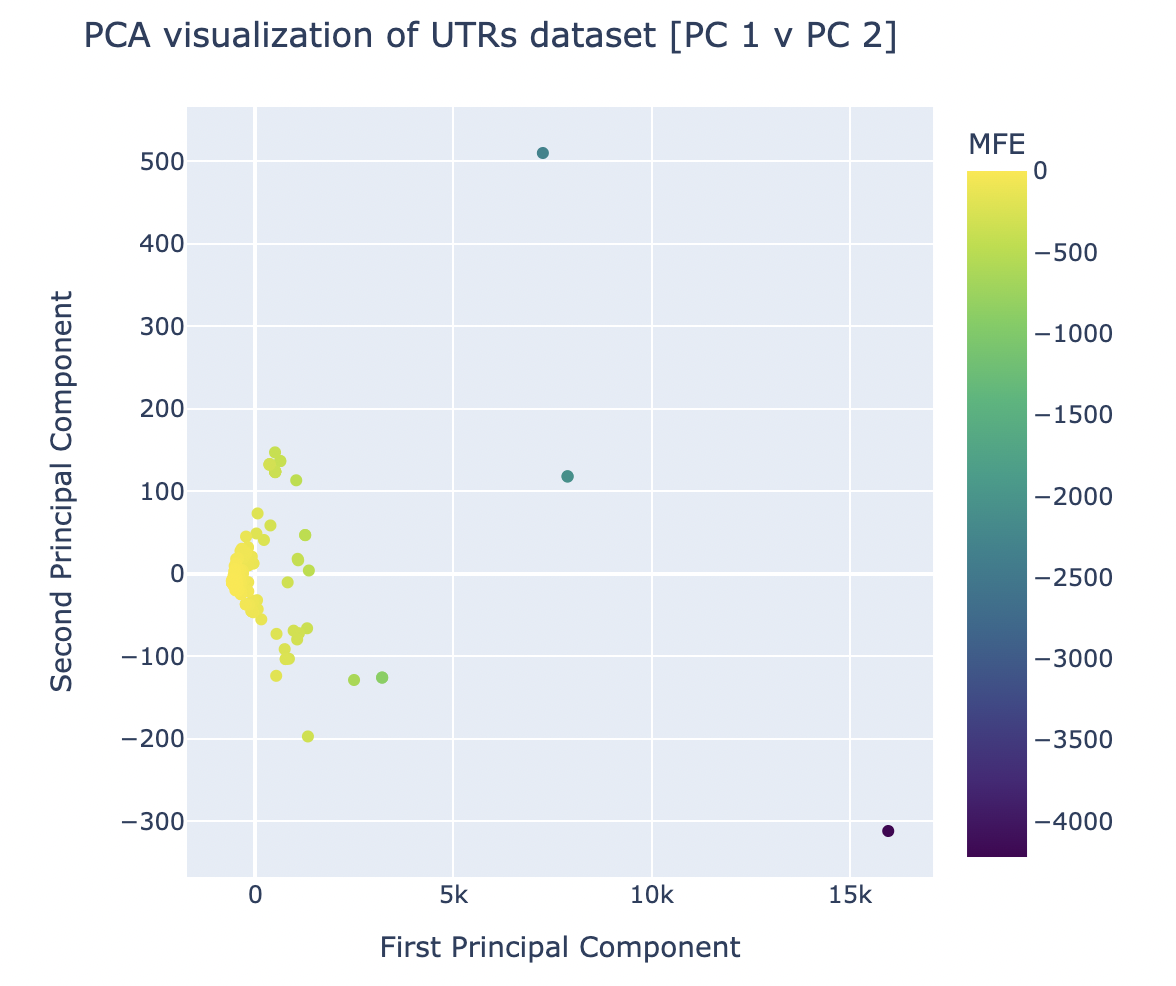 PCA visualization of UTRs dataset [PC 1 v PC 2]
MFE
0
−500
−1000
−1500
−2000
−2500
−3000
−3500
−4000
500
400
300
200
100
0
−100
−200
−300
Second Principal Component
0
5k
10k
15k
First Principal Component